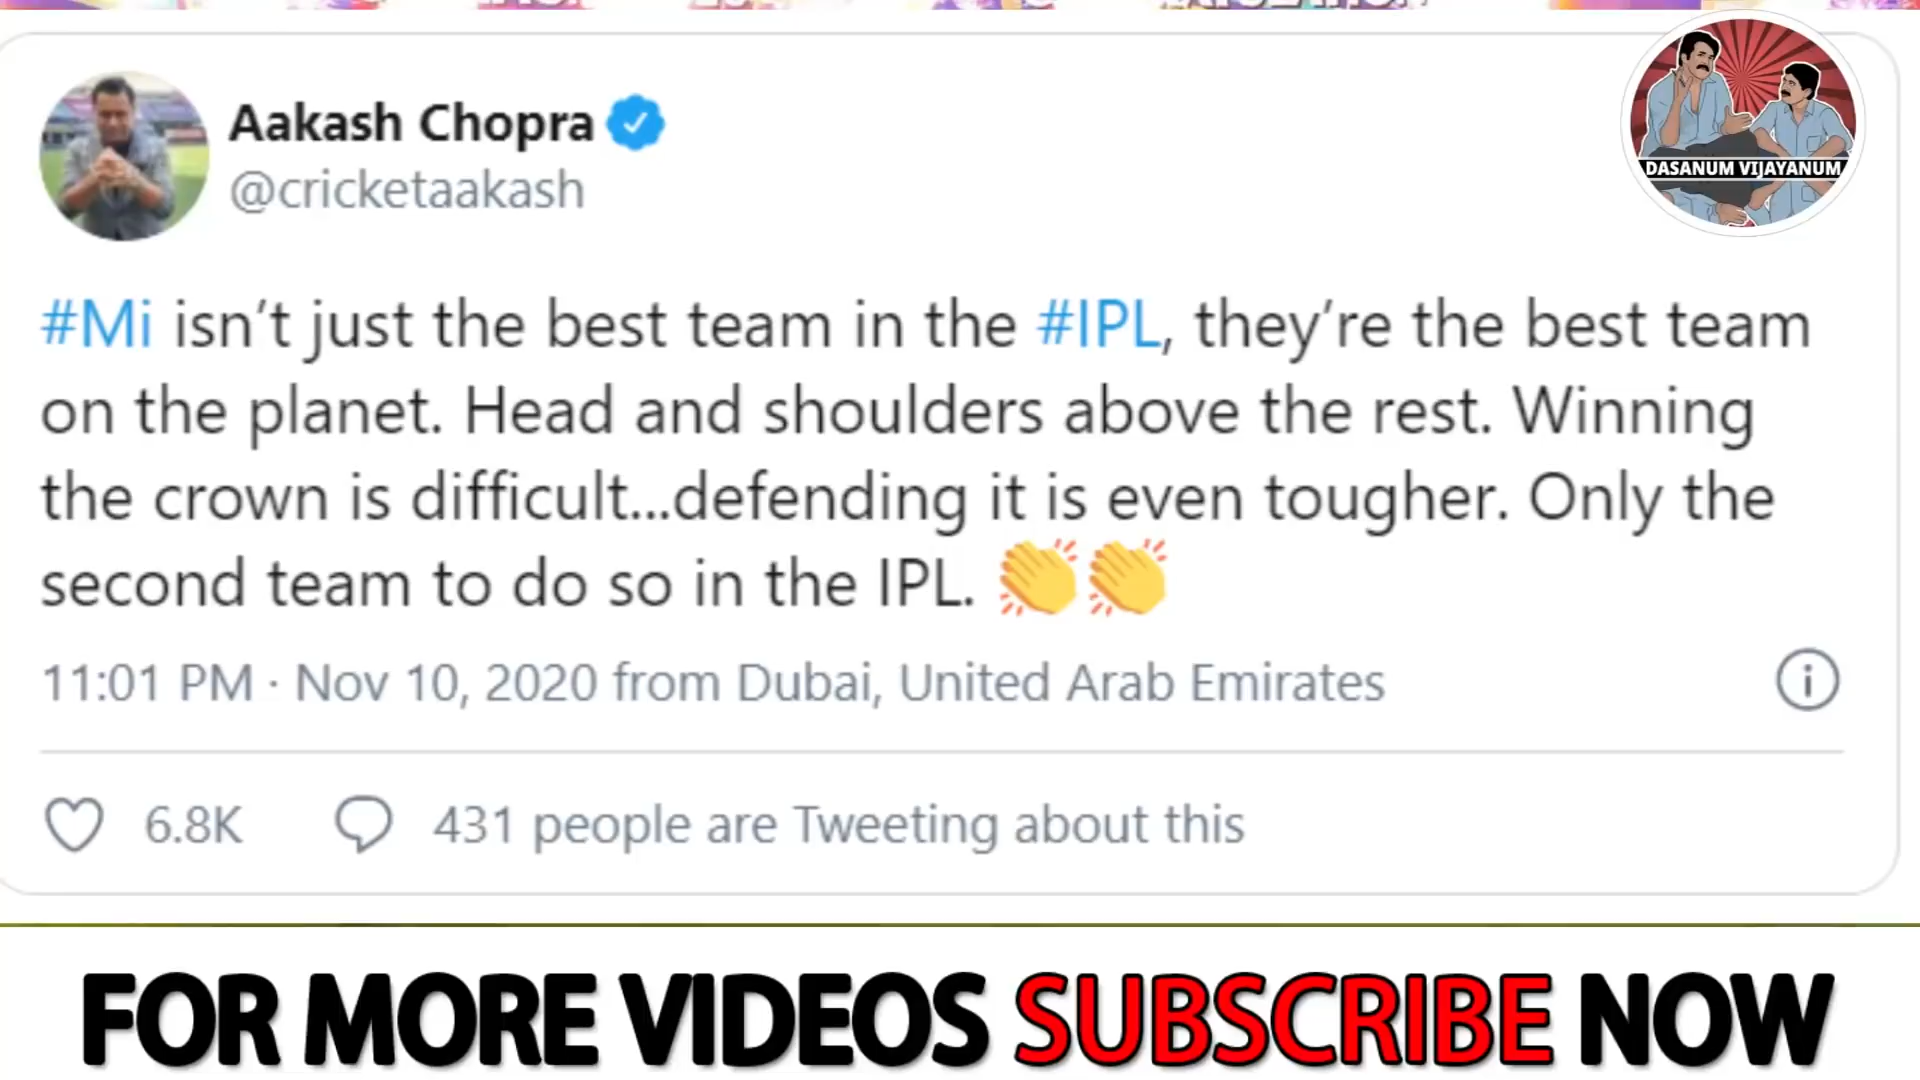 Aakash Chopra
@cricketaakash
DASANUM VIJAYANUM
#Mi isn’t just the best team in the #IPL, they’re the best team
on the planet. Head and shoulders above the rest. Winning
the crown is difficult...defending it is even tougher. Only the
second team to do so in the IPL. 👏👏
11:01 PM · Nov 10, 2020 from Dubai, United Arab Emirates
6.8K 431 people are Tweeting about this
FOR MORE VIDEOS SUBSCRIBE NOW